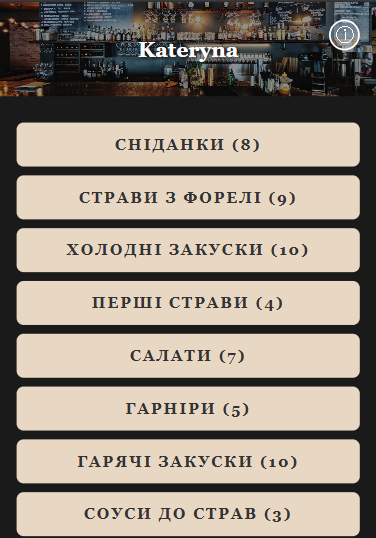 Kateryna
СНІДАНКИ (8)
СТРАВИ З ФОРЕЛІ (9)
ХОЛОДНІ ЗАКУСКИ (10)
ПЕРШІ СТРАВИ (4)
САЛАТИ (7)
ГАРНІРИ (5)
ГАРЯЧІ ЗАКУСКИ (10)
СОУСИ ДО СТРАВ (3)